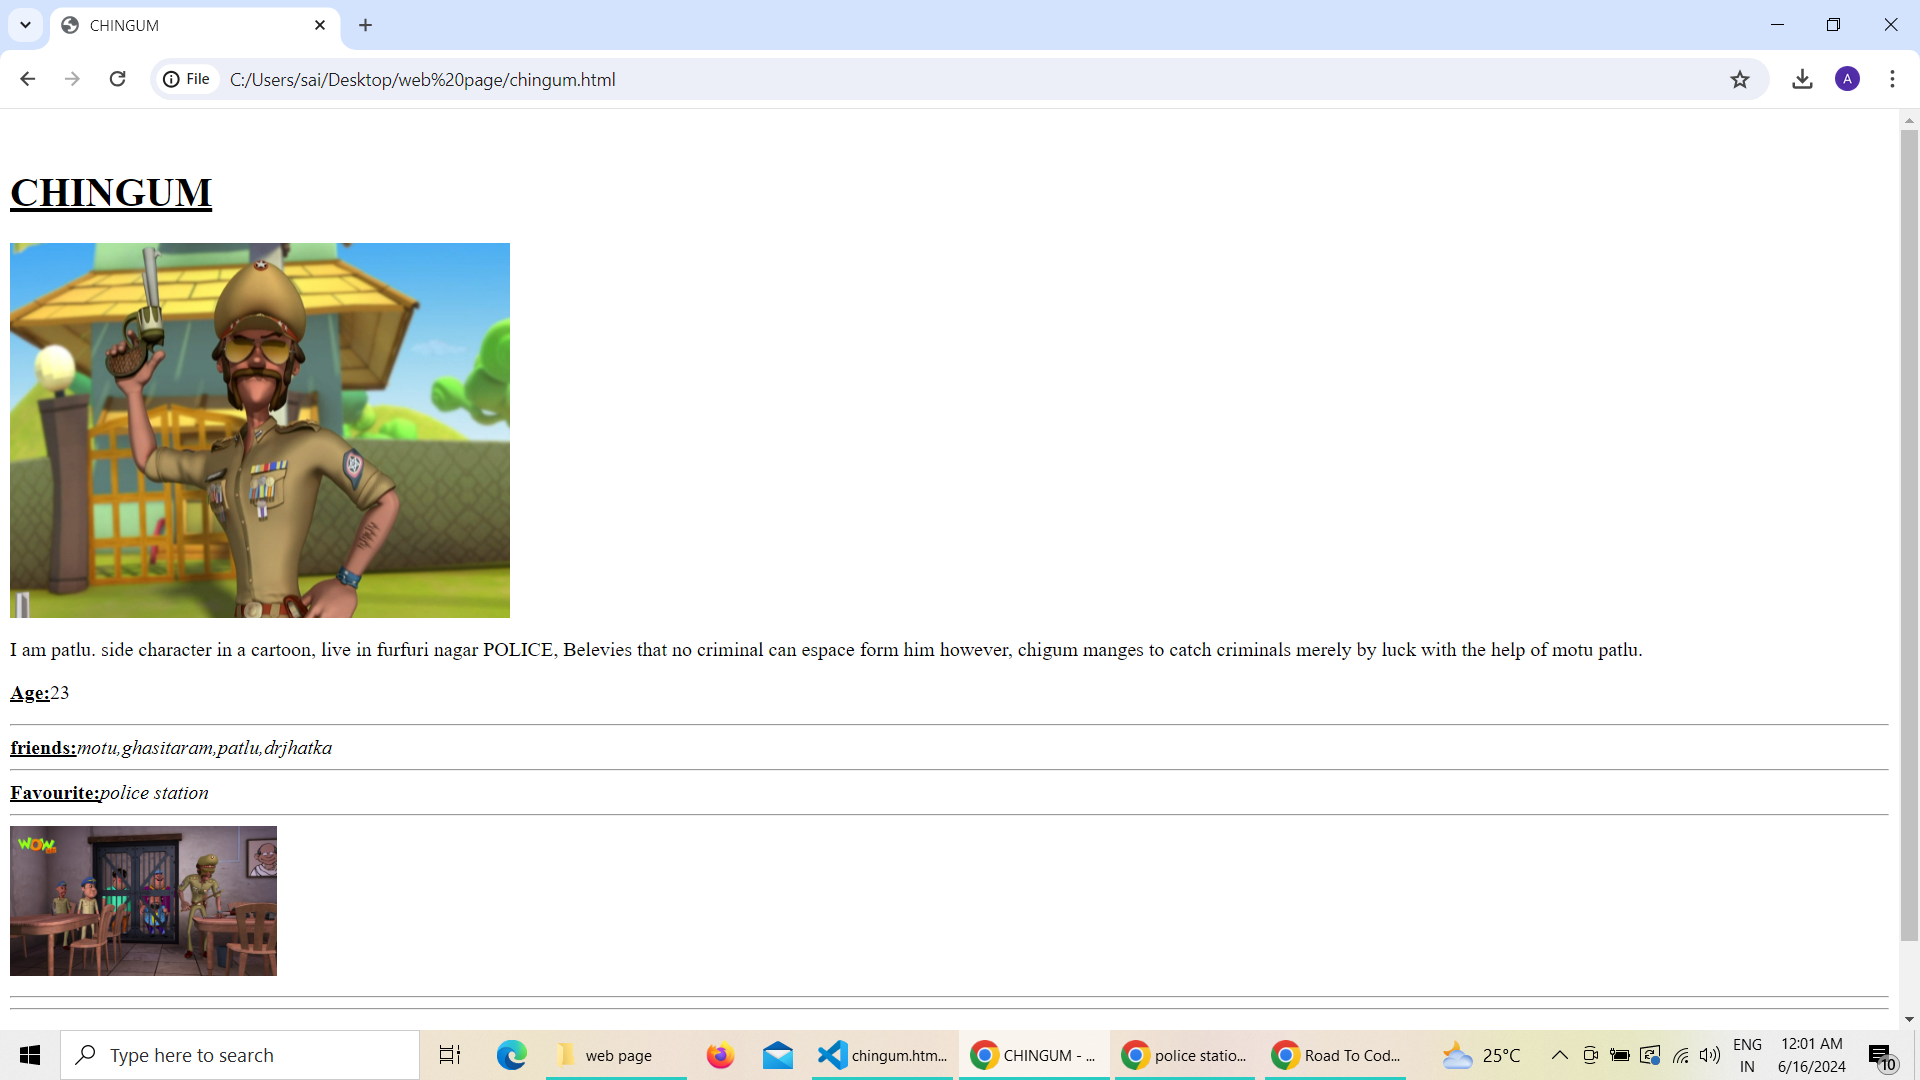 CHINGUM
File
C:/Users/sai/Desktop/web%20page/chingum.html
A
CHINGUM
I am patlu. side character in a cartoon, live in furfuri nagar POLICE, Belevies that no criminal can espace form him however, chigum manges to catch criminals merely by luck with the help of motu patlu.
Age:23
friends:motu,ghasitaram,patlu,drjhatka
Favourite:police station
WOW
Type here to search
web page
chingum.htm...
CHINGUM - ...
police statio...
Road To Cod...
25°C
ENG
IN
12:01 AM
6/16/2024
10